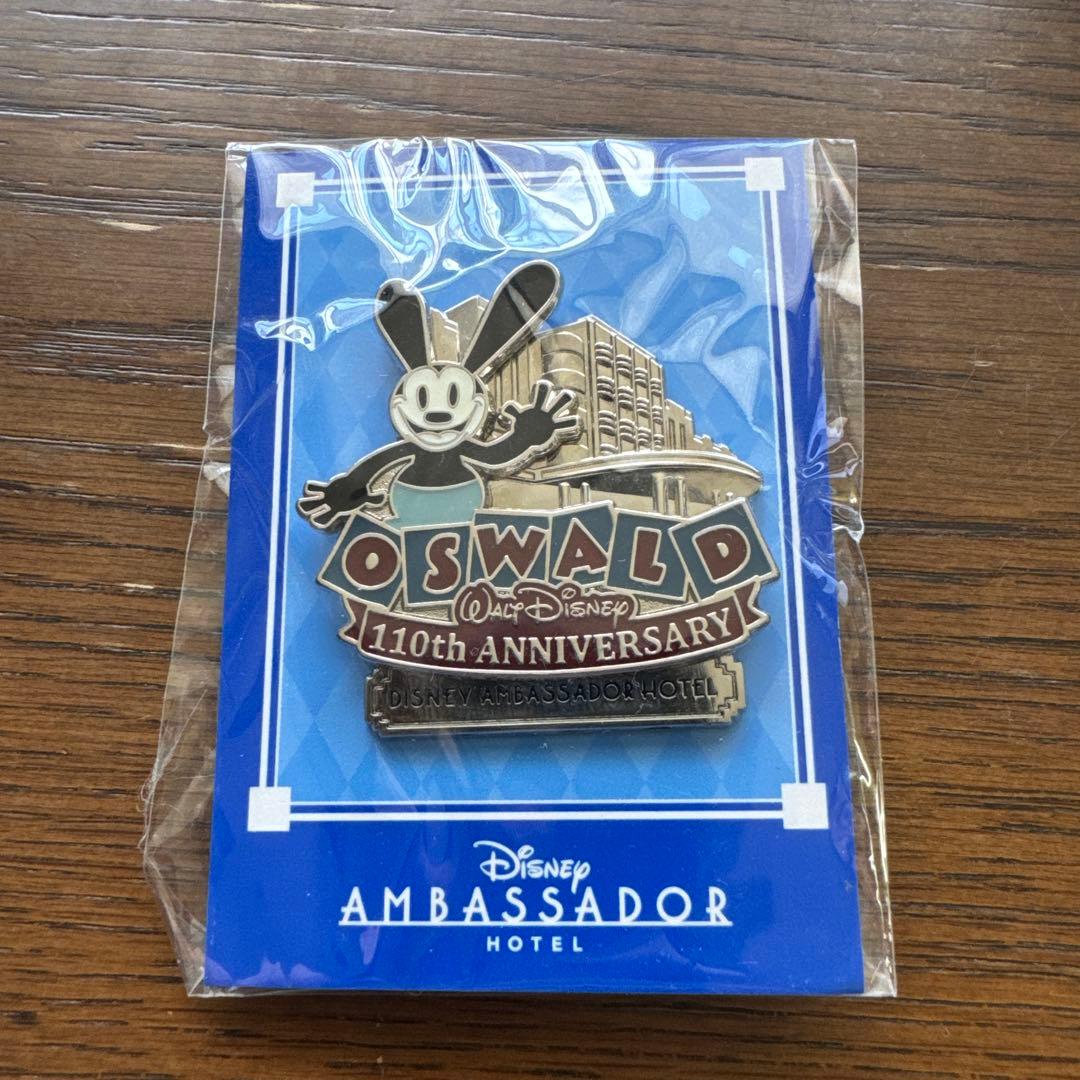 OSWALD
WALT DISNEY
110th ANNIVERSARY
DISNEY AMBASSADOR HOTEL
Disney
AMBASSADOR
HOTEL